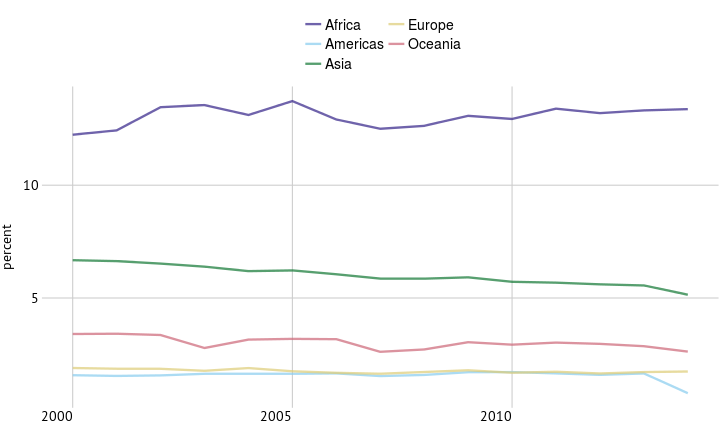 Africa
Europe
Americas
Oceania
Asia
percent
10
5
2000
2005
2010